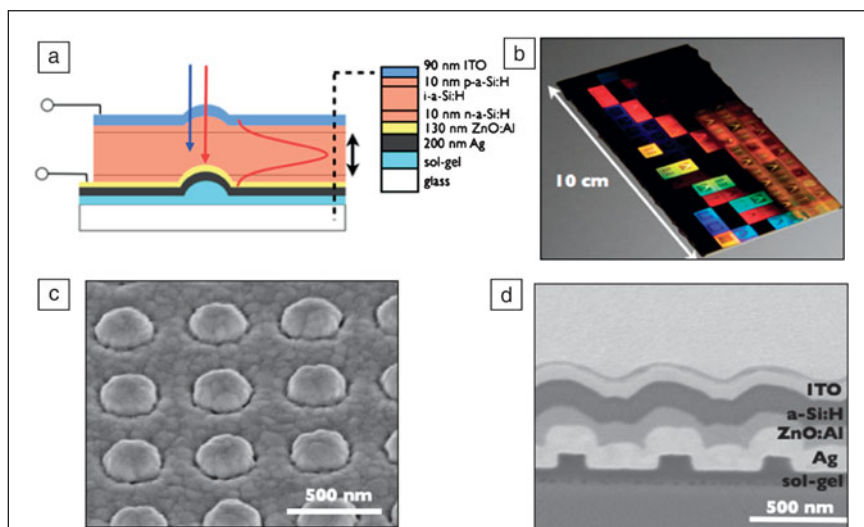 a
90 nm ITO
10 nm p-a-Si:H
i-a-Si:H
10 nm n-a-Si:H
130 nm ZnO:Al
200 nm Ag
sol-gel
glass
b
10 cm
c
500 nm
d
ITO
a-Si:H
ZnO:Al
Ag
sol-gel
500 nm